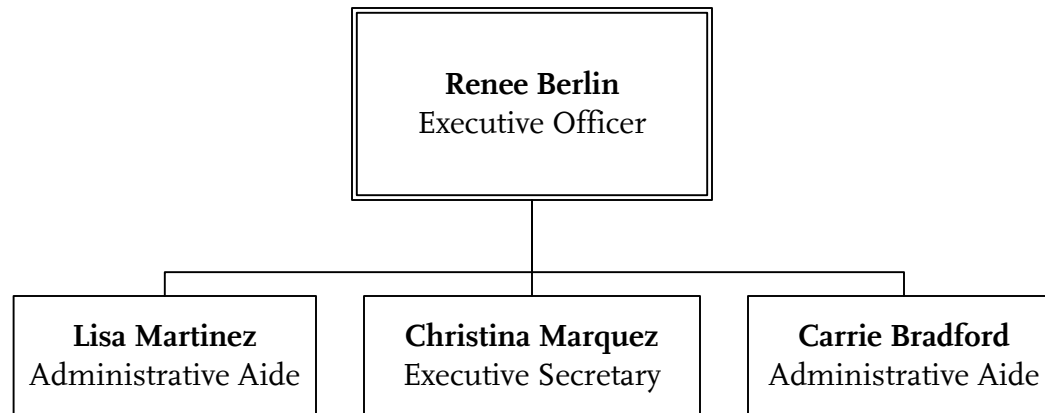 Renee Berlin
Executive Officer
Lisa Martinez
Administrative Aide
Christina Marquez
Executive Secretary
Carrie Bradford
Administrative Aide